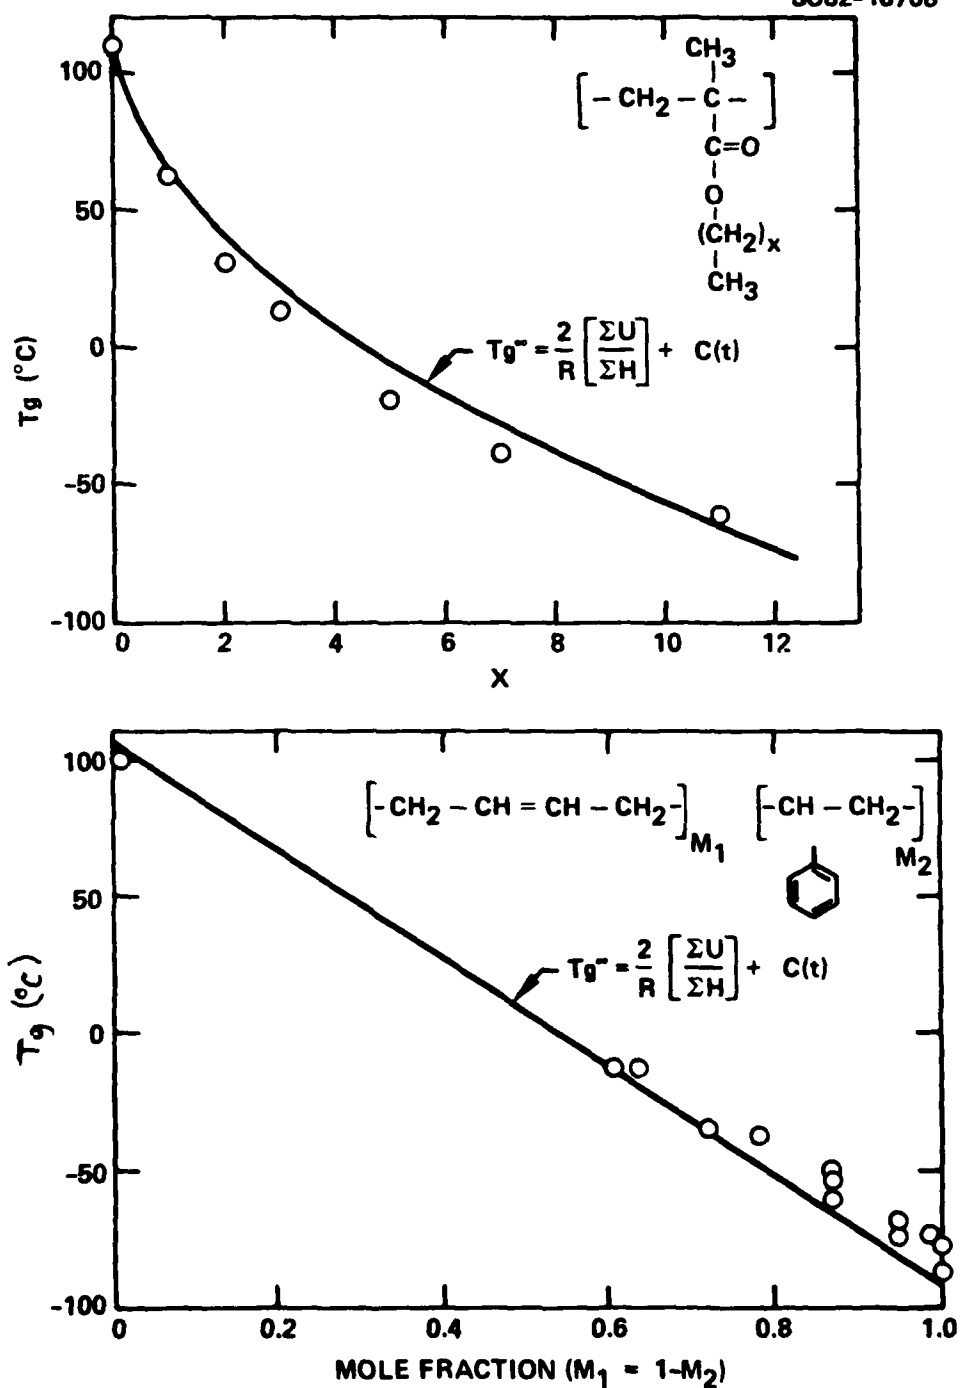 CH3
[-CH2-C-]
C=O
O
(CH2)x
CH3
Tg∞ = 2/R [ΣU/ΣH] + C(t)
Tg (°C)
100
50
0
-50
-100
0 2 4 6 8 10 12
X
[-CH2-CH=CH-CH2-]M1 [-CH-CH2-]M2
Tg∞ = 2/R [ΣU/ΣH] + C(t)
Tg (°C)
100
50
0
-50
-100
0 0.2 0.4 0.6 0.8 1.0
MOLE FRACTION (M1 = 1-M2)